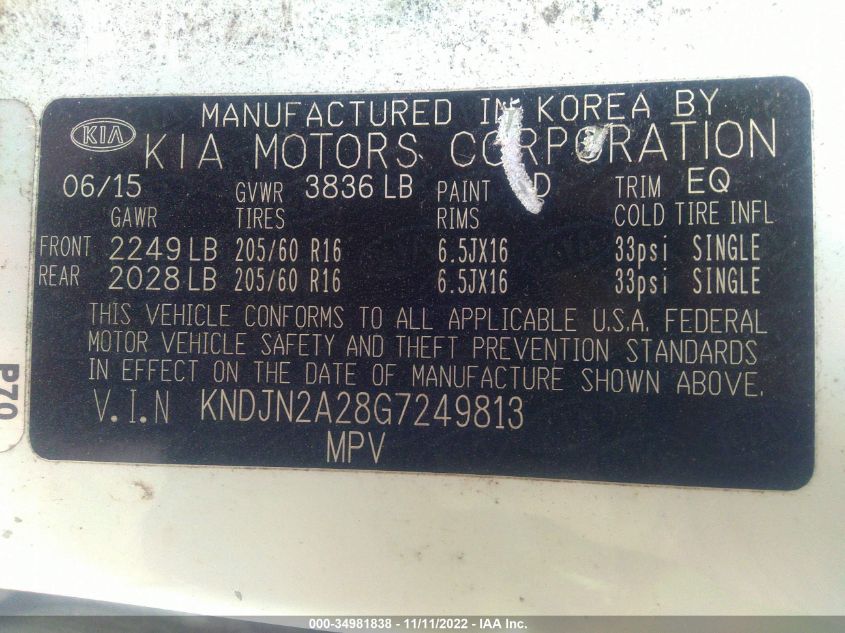 MANUFACTURED IN KOREA BY
KIA KIA MOTORS CORPORATION
06/15 GVWR 3836 LB PAINT D TRIM EQ
GAWR TIRES RIMS COLD TIRE INFL
FRONT 2249 LB 205/60 R16 6.5JX16 33psi SINGLE
REAR 2028 LB 205/60 R16 6.5JX16 33psi SINGLE
THIS VEHICLE CONFORMS TO ALL APPLICABLE U.S.A. FEDERAL
MOTOR VEHICLE SAFETY AND THEFT PREVENTION STANDARDS
IN EFFECT ON THE DATE OF MANUFACTURE SHOWN ABOVE.
V.I.N KNDJN2A28G7249813
MPV
P70
000-34981838 - 11/11/2022 - IAA Inc.